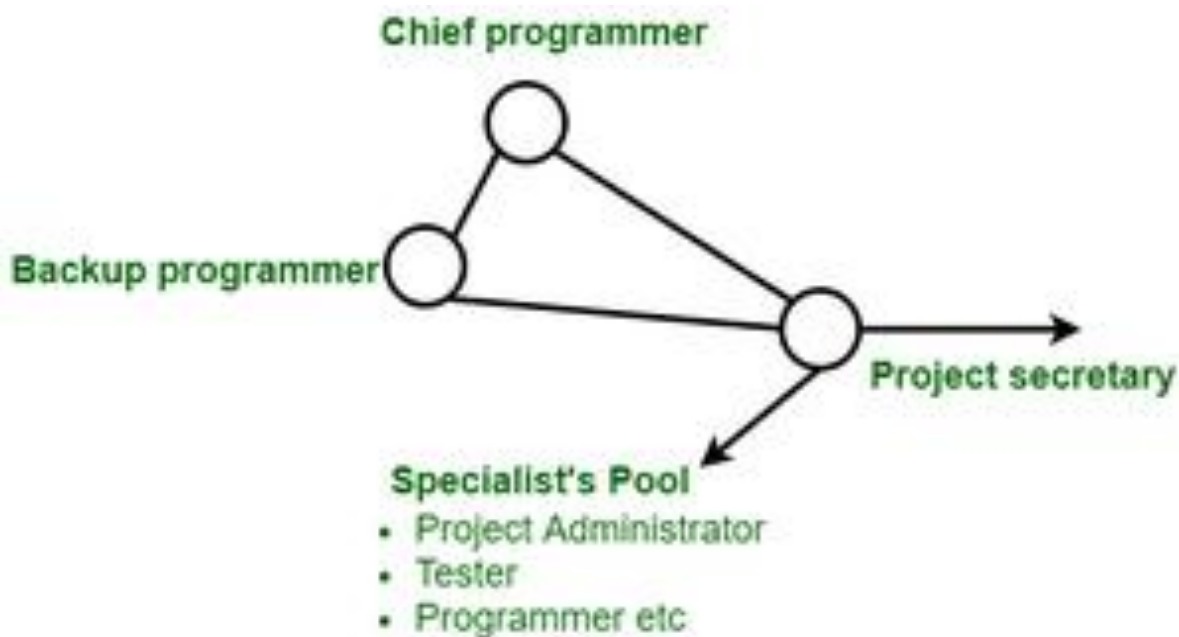 Chief programmer
Backup programmer
Project secretary
Specialist's Pool
• Project Administrator
• Tester
• Programmer etc